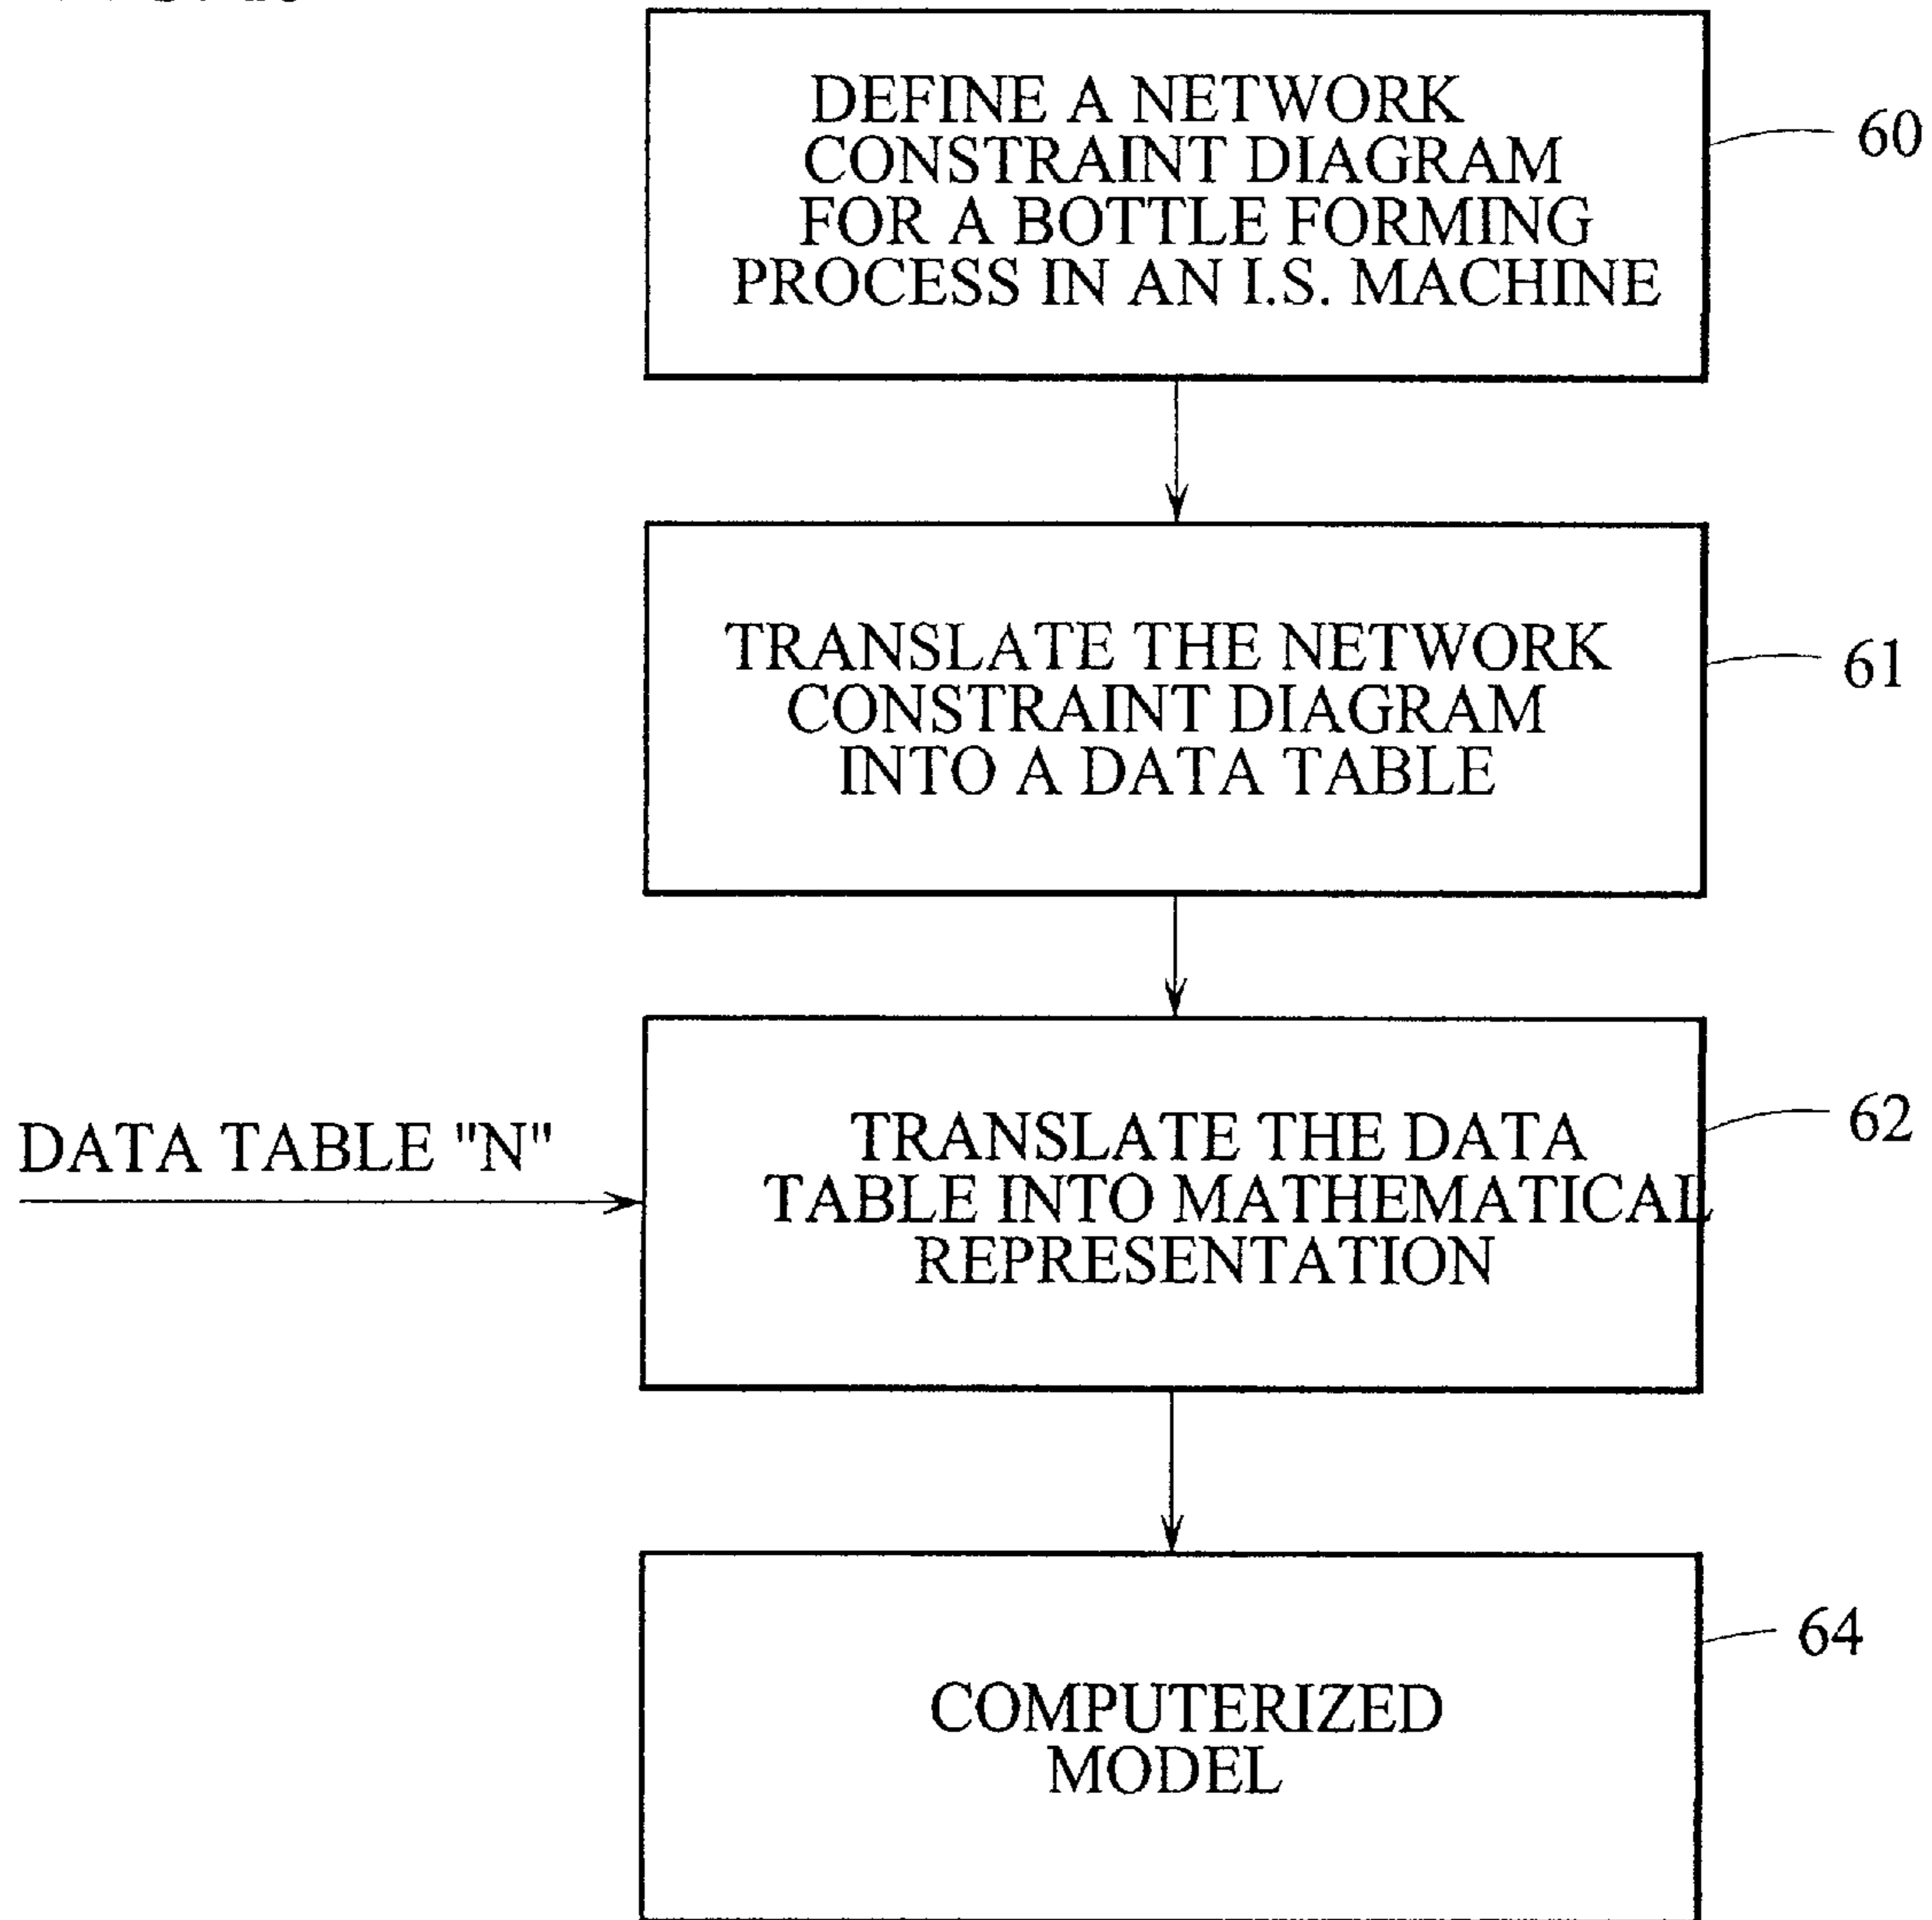 DEFINE A NETWORK
CONSTRAINT DIAGRAM
FOR A BOTTLE FORMING
PROCESS IN AN I.S. MACHINE
60
TRANSLATE THE NETWORK
CONSTRAINT DIAGRAM
INTO A DATA TABLE
61
DATA TABLE "N"
TRANSLATE THE DATA
TABLE INTO MATHEMATICAL
REPRESENTATION
62
COMPUTERIZED
MODEL
64